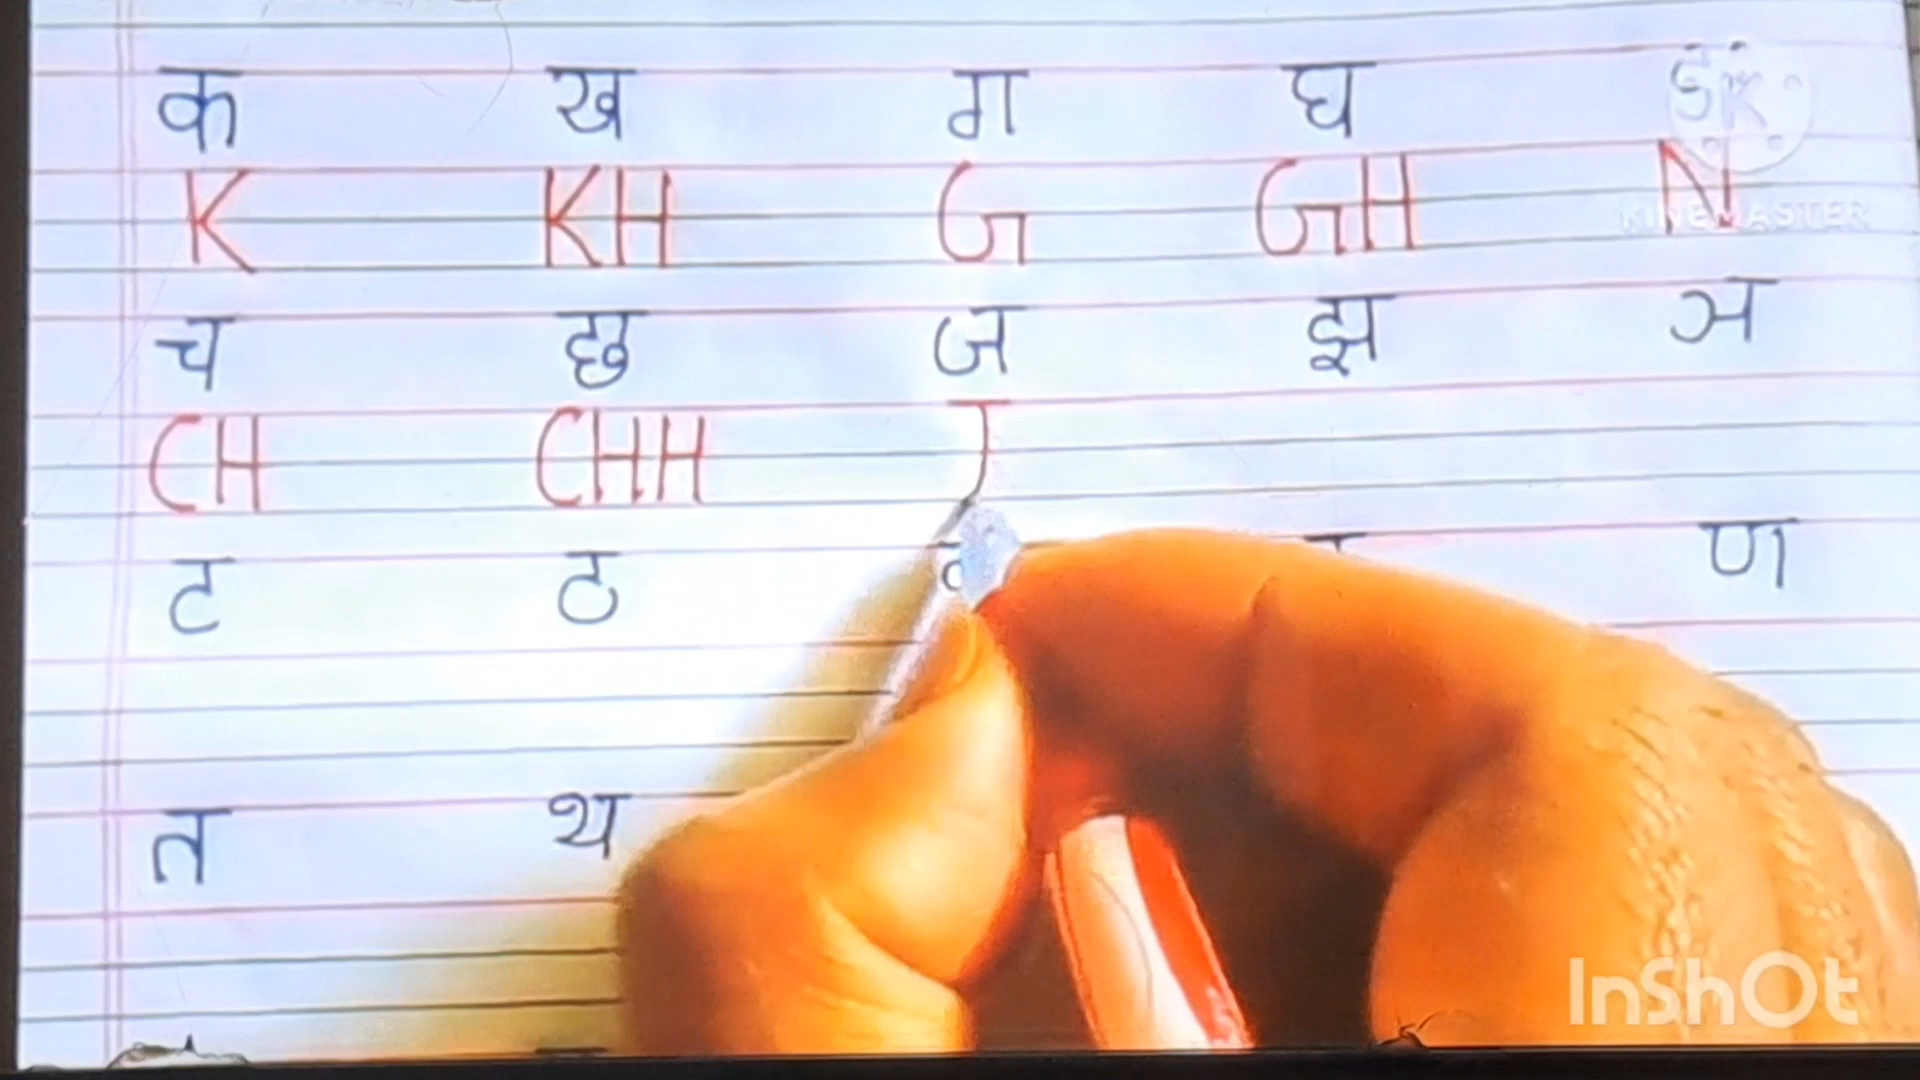 क ख ग घ
K KH G GH N
KINEMASTER
च छ ज झ ञ
CH CHH J
ट ठ ण
त थ
InShOt